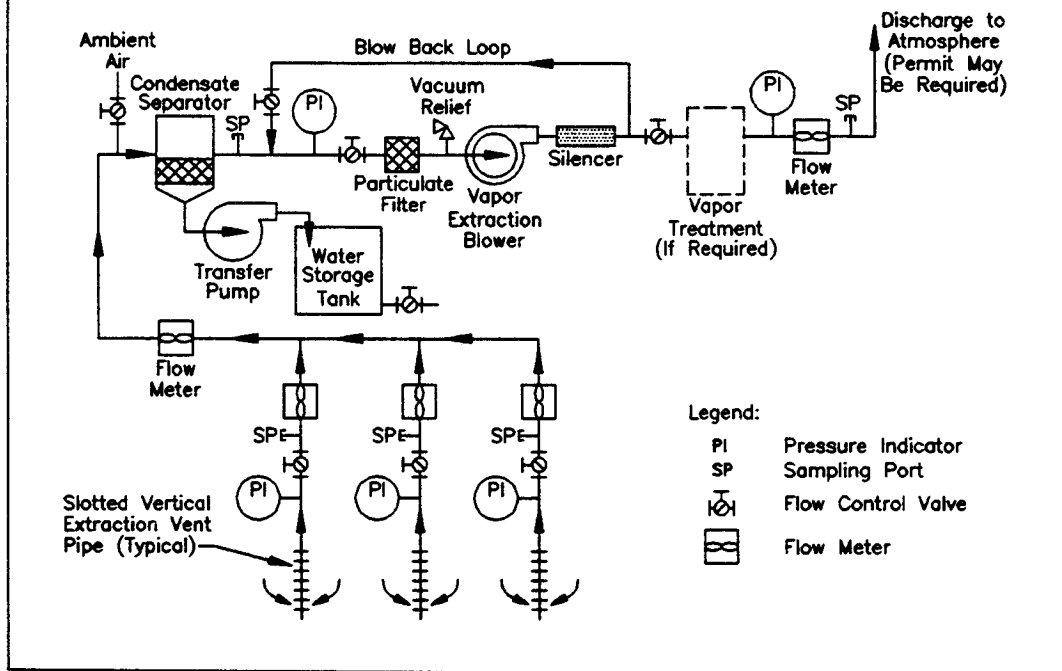 Ambient
Air
Condensate
Separator
SP
Blow Back Loop
PI
Vacuum
Relief
Particulate
Filter
Vapor
Extraction
Blower
Silencer
Vapor
Treatment
(If Required)
PI
SP
Flow
Meter
Discharge to
Atmosphere
(Permit May
Be Required)
Transfer
Pump
Water
Storage
Tank
Flow
Meter
SP
SP
SP
PI
PI
PI
Slotted Vertical
Extraction Vent
Pipe (Typical)
Legend:
PI Pressure Indicator
SP Sampling Port
Flow Control Valve
Flow Meter